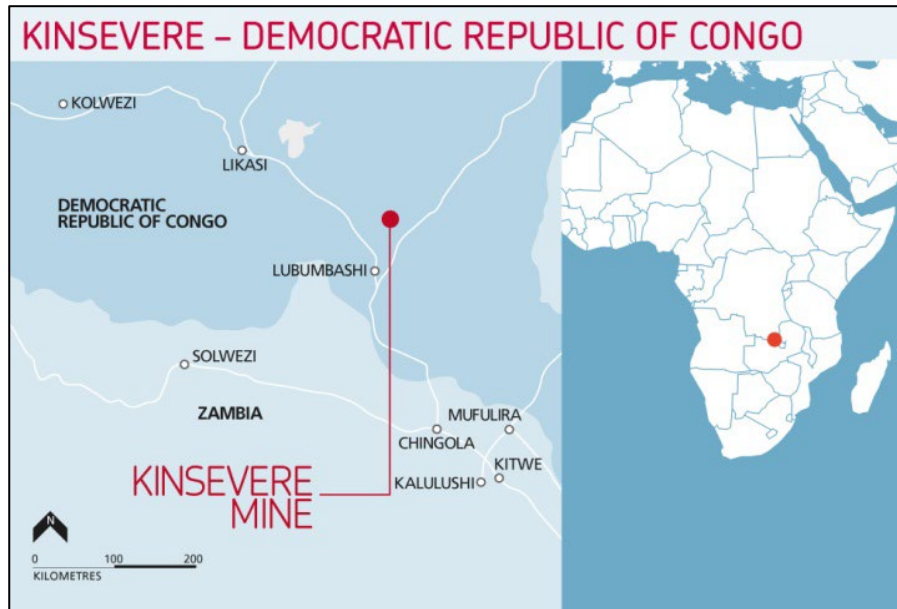 KINSEVERE – DEMOCRATIC REPUBLIC OF CONGO
KOLWEZI
LIKASI
DEMOCRATIC
REPUBLIC OF CONGO
LUBUMBASHI
SOLWEZI
ZAMBIA
MUFULIRA
CHINGOLA
KITWE
KALULUSHI
KINSEVERE
MINE
N
0 100 200
KILOMETRES